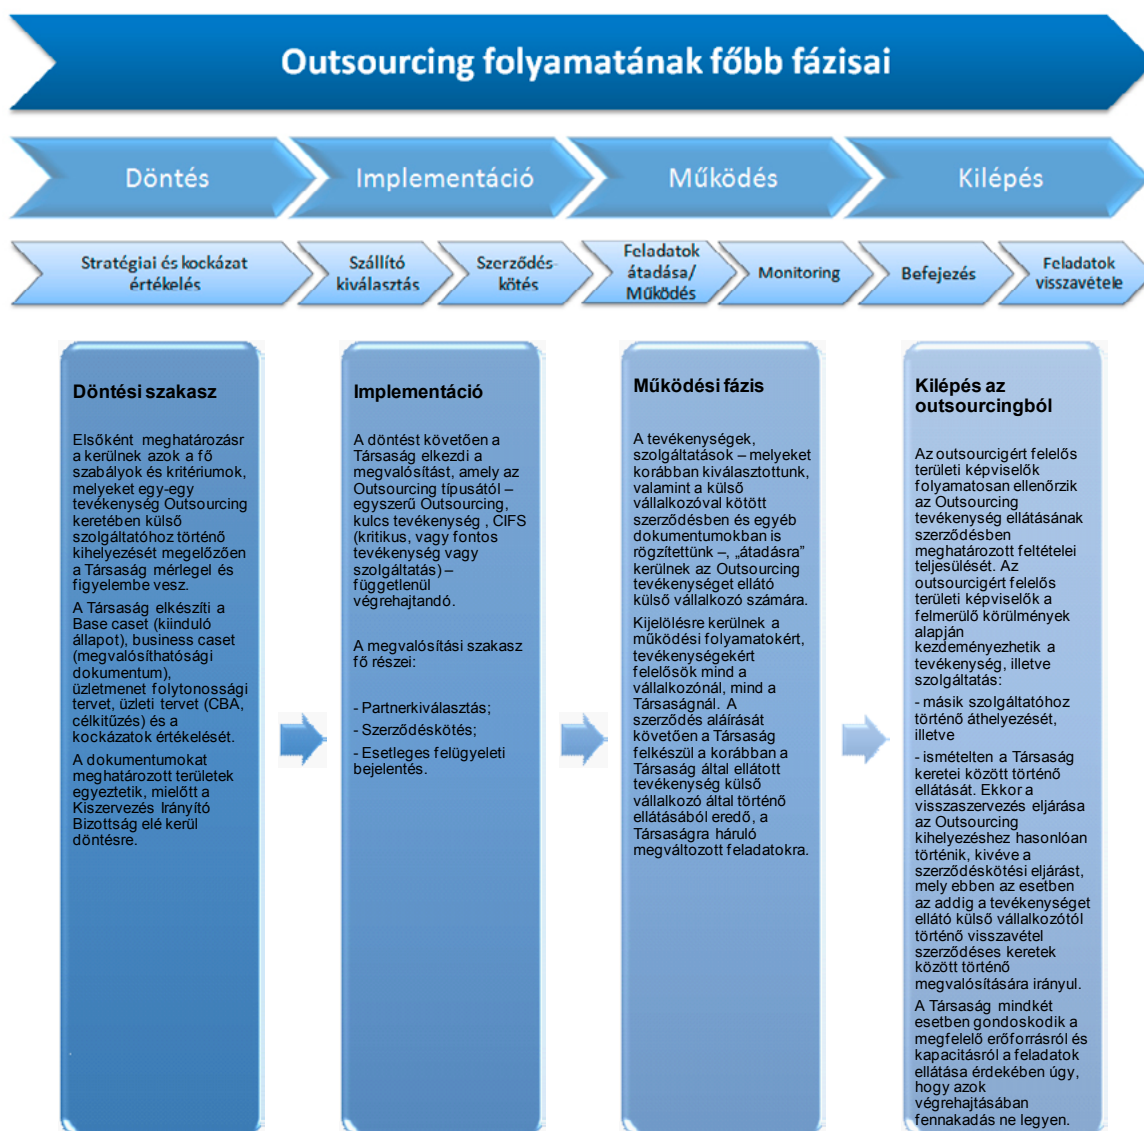 Outsourcing folyamatának főbb fázisai
Döntés
Implementáció
Működés
Kilépés
Stratégiai és kockázat
értékelés
Szállító
kiválasztás
Szerződés-
kötés
Feladatok
átadása/
Működés
Monitoring
Befejezés
Feladatok
visszavétele
Döntési szakasz
Elsőként meghatározásr
a kerülnek azok a fő
szabályok és kritériumok,
melyeket egy-egy
tevékenység Outsourcing
keretében külső
szolgáltatóhoz történő
kihelyezését megelőzően
a Társaság mérlegel és
figyelembe vesz.
A Társaság elkészíti a
Base caset (kiinduló
állapot), business caset
(megvalósíthatósági
dokumentum),
üzletmenet folytonossági
tervet, üzleti tervet (CBA,
célkitűzés) és a
kockázatok értékelését.
A dokumentumokat
meghatározott területek
egyeztetik, mielőtt a
Kiszervezés Irányító
Bizottság elé kerül
döntésre.
Implementáció
A döntést követően a
Társaság elkezdi a
megvalósítást, amely az
Outsourcing típusától –
egyszerű Outsourcing,
kulcs tevékenység , CIFS
(kritikus, vagy fontos
tevékenység vagy
szolgáltatás) –
függetlenül
végrehajtandó.
A megvalósítási szakasz
fő részei:
- Partnerkiválasztás;
- Szerződéskötés;
- Esetleges felügyeleti
bejelentés.
Működési fázis
A tevékenységek,
szolgáltatások – melyeket
korábban kiválasztottunk,
valamint a külső
vállalkozóval kötött
szerződésben és egyéb
dokumentumokban is
rögzítettünk –, „átadásra”
kerülnek az Outsourcing
tevékenységet ellátó
külső vállalkozó számára.
Kijelölésre kerülnek a
működési folyamatokért,
tevékenységekért
felelősök mind a
vállalkozónál, mind a
Társaságnál. A
szerződés aláírását
követően a Társaság
felkészül a korábban a
Társaság által ellátott
tevékenység külső
vállalkozó által történő
ellátásából eredő, a
Társaságra háruló
megváltozott feladatokra.
Kilépés az
outsourcingból
Az outsourcigért felelős
területi képviselők
folyamatosan ellenőrzik
az Outsourcing
tevékenység ellátásának
szerződésben
meghatározott feltételei
teljesülését. Az
outsourcigért felelős
területi képviselők a
felmerülő körülmények
alapján
kezdeményezhetik a
tevékenység, illetve
szolgáltatás:
- másik szolgáltatóhoz
történő áthelyezését,
illetve
- ismételten a Társaság
keretei között történő
ellátását. Ekkor a
visszaszervezés eljárása
az Outsourcing
kihelyezéshez hasonlóan
történik, kivéve a
szerződéskötési eljárást,
mely ebben az esetben
az addig a tevékenységet
ellátó külső vállalkozótól
történő visszavétel
szerződéses keretek
között történő
megvalósítására irányul.
A Társaság mindkét
esetben gondoskodik a
megfelelő erőforrásról és
kapacitásról a feladatok
ellátása érdekében úgy,
hogy azok
végrehajtásában
fennakadás ne legyen.